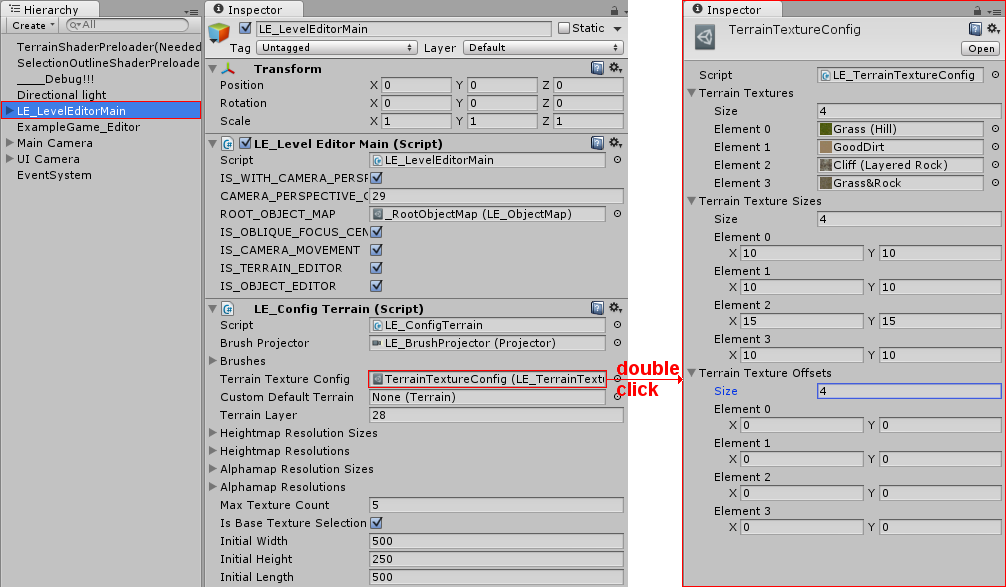 Hierarchy
Create
All
TerrainShaderPreloader(Needed
SelectionOutlineShaderPreloade
_____Debug!!!
Directional light
LE_LevelEditorMain
ExampleGame_Editor
Main Camera
UI Camera
EventSystem
Inspector
LE_LevelEditorMain
Static
Tag Untagged Layer Default
Transform
Position X 0 Y 0 Z 0
Rotation X 0 Y 0 Z 0
Scale X 1 Y 1 Z 1
LE_Level Editor Main (Script)
Script LE_LevelEditorMain
IS_WITH_CAMERA_PERSP
CAMERA_PERSPECTIVE_G 29
ROOT_OBJECT_MAP _RootObjectMap (LE_ObjectMap)
IS_OBLIQUE_FOCUS_CEN
IS_CAMERA_MOVEMENT
IS_TERRAIN_EDITOR
IS_OBJECT_EDITOR
LE_Config Terrain (Script)
Script LE_ConfigTerrain
Brush Projector LE_BrushProjector (Projector)
Brushes
Terrain Texture Config TerrainTextureConfig (LE_TerrainText
Custom Default Terrain None (Terrain)
Terrain Layer 28
Heightmap Resolution Sizes
Heightmap Resolutions
Alphamap Resolution Sizes
Alphamap Resolutions
Max Texture Count 5
Is Base Texture Selection
Initial Width 500
Initial Height 250
Initial Length 500
double
click
Inspector
TerrainTextureConfig
Open
Script LE_TerrainTextureConfig
Terrain Textures
Size 4
Element 0 Grass (Hill)
Element 1 GoodDirt
Element 2 Cliff (Layered Rock)
Element 3 Grass&Rock
Terrain Texture Sizes
Size 4
Element 0
X 10 Y 10
Element 1
X 10 Y 10
Element 2
X 15 Y 15
Element 3
X 10 Y 10
Terrain Texture Offsets
Size 4
Element 0
X 0 Y 0
Element 1
X 0 Y 0
Element 2
X 0 Y 0
Element 3
X 0 Y 0